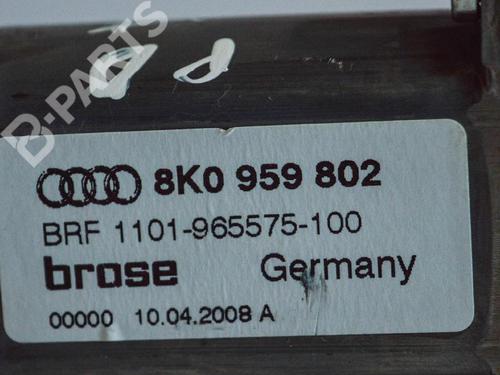 B-PARTS
8K0 959 802
BRF 1101-965575-100
brose Germany
00000 10.04.2008 A